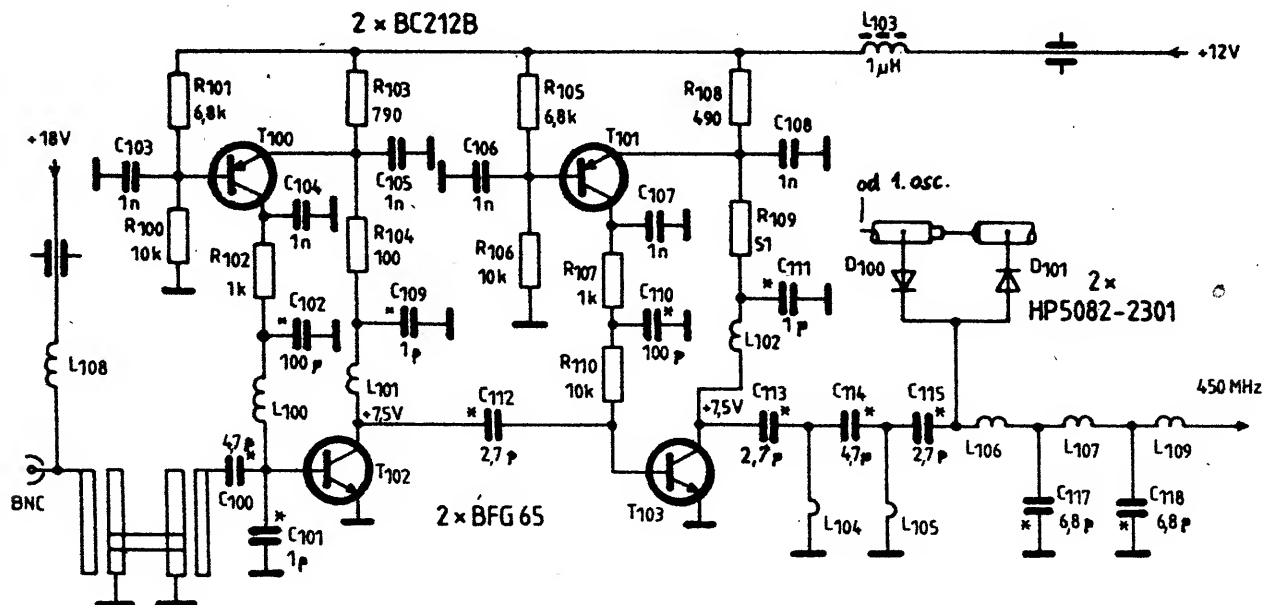 2 x BC212B
L103
1µH
+12V
R101
6,8k
R103
790
R105
6,8k
R108
490
+18V
C103
1n
T100
C105
1n
C106
1n
T101
C108
1n
od 1. osc.
R100
10k
C104
1n
R104
100
R106
10k
C107
1n
R109
51
R102
1k
R107
1k
D100
D101
2 x
HP5082-2301
C102
*
100p
C109
*
1p
C110
*
100p
C111
*
1p
L108
L100
L101
R110
10k
L102
+7,5V
C112
*
2,7p
+7,5V
C113
*
2,7p
C114
*
4,7p
C115
*
2,7p
450 MHz
L106
L107
L109
BNC
4,7p
*
C100
T102
C101
*
1p
2 x BFG 65
T103
L104
L105
C117
*
6,8p
C118
*
6,8p